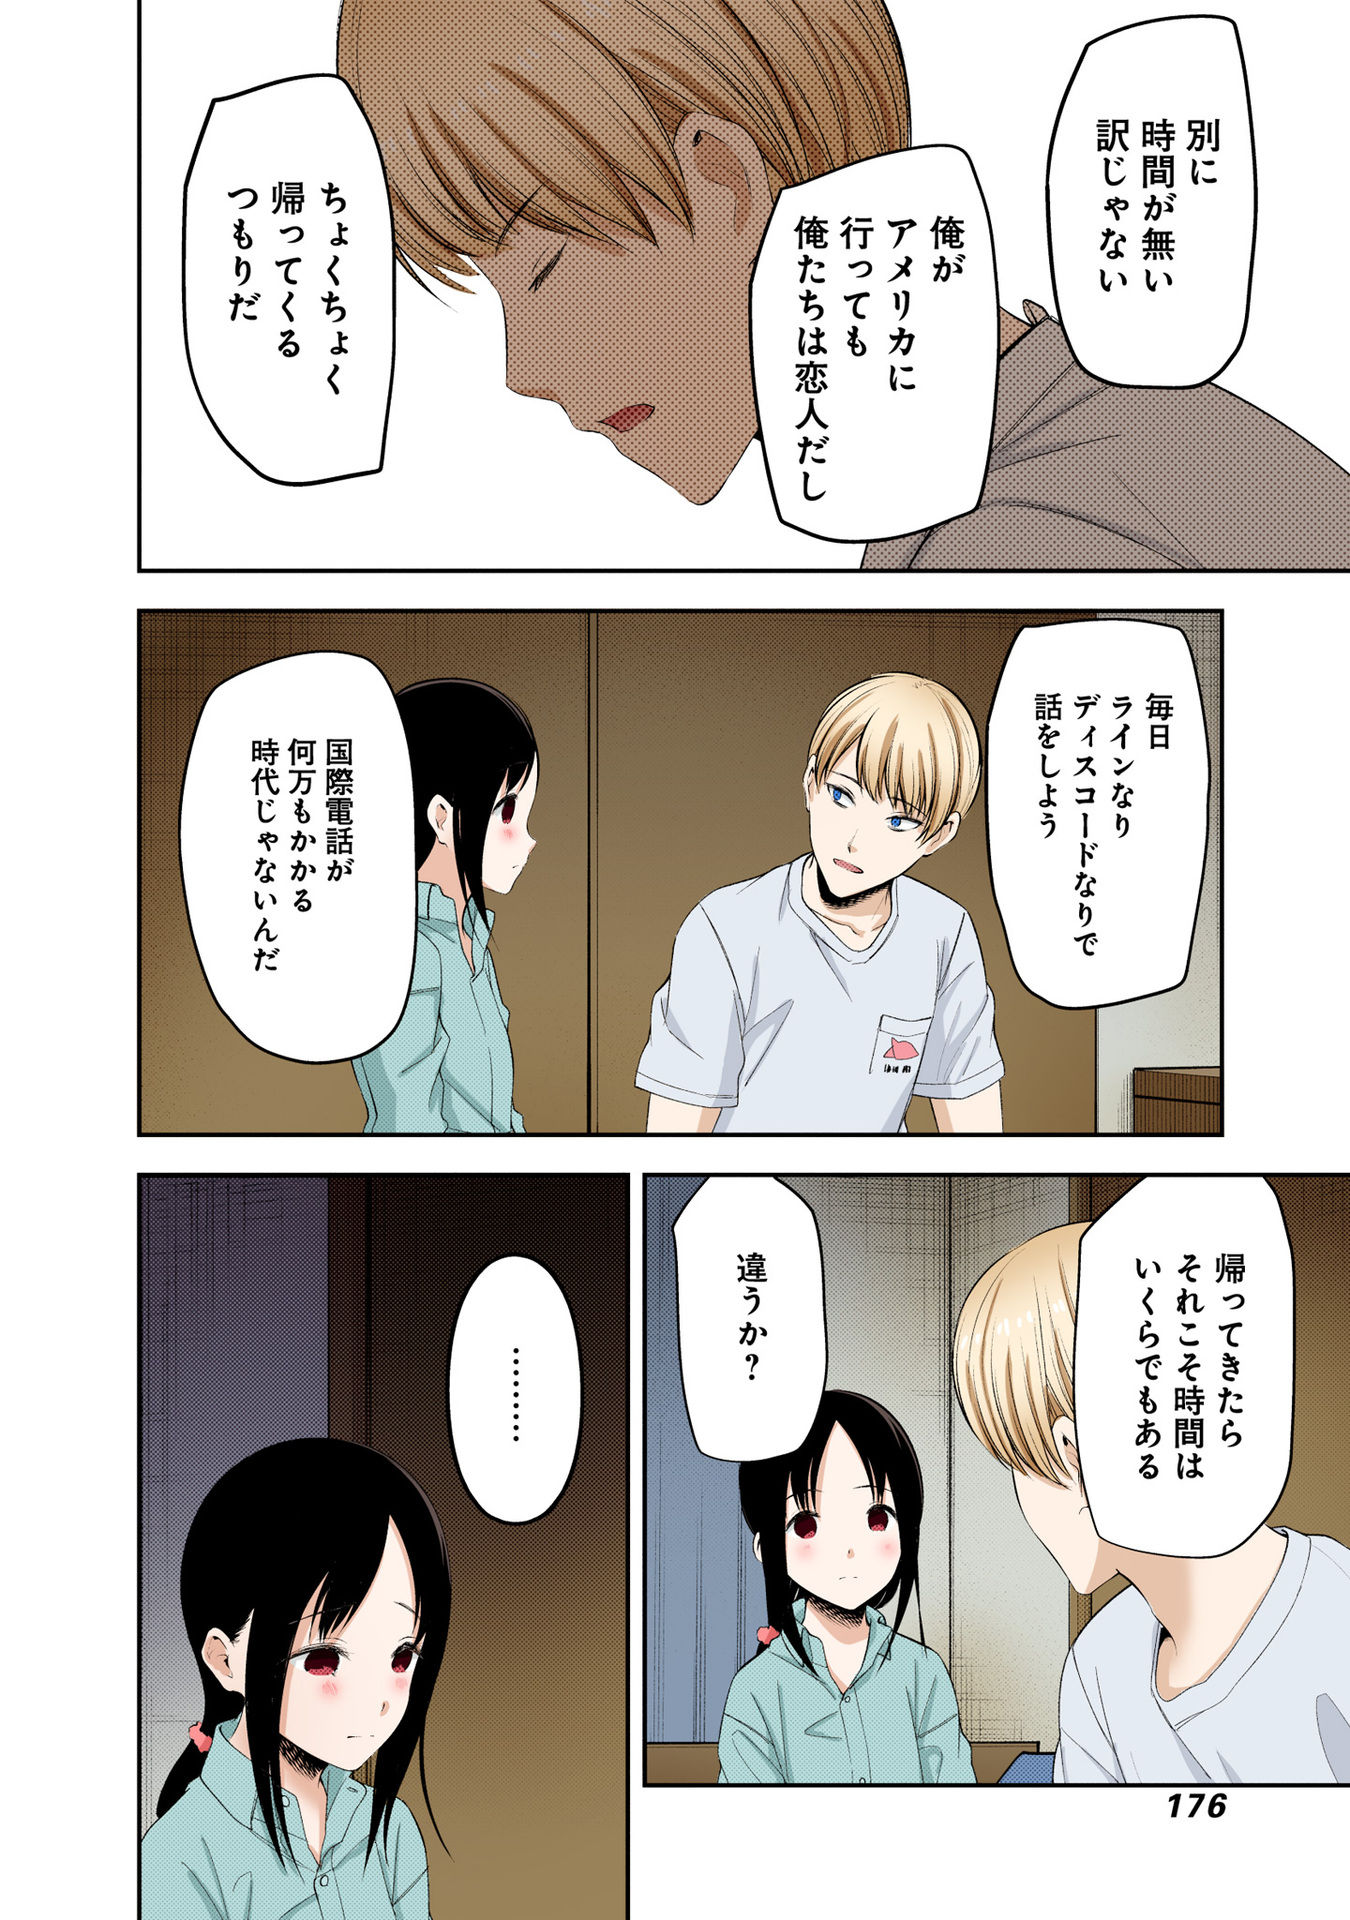 別に
時間が無い
訳じゃない
俺が
アメリカに
行っても
俺たちは恋人だし
ちょくちょく
帰ってくる
つもりだ
毎日
ラインなり
ディスコードなりで
話をしよう
国際電話が
何万もかかる
時代じゃないんだ
帰ってきたら
それこそ時間は
いくらでもある
違うか?
………
176